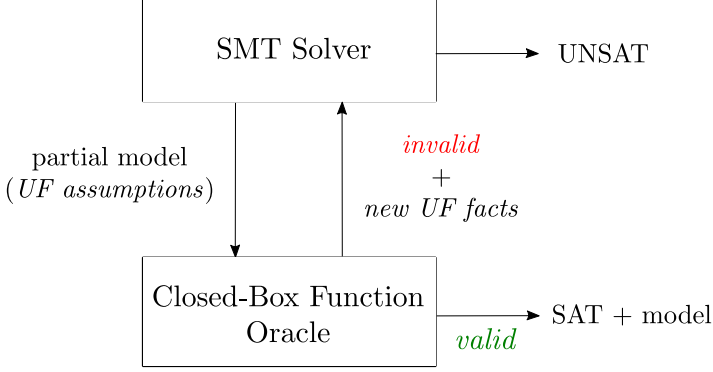 SMT Solver
UNSAT
partial model
(UF assumptions)
invalid
+
new UF facts
Closed-Box Function
Oracle
SAT + model
valid